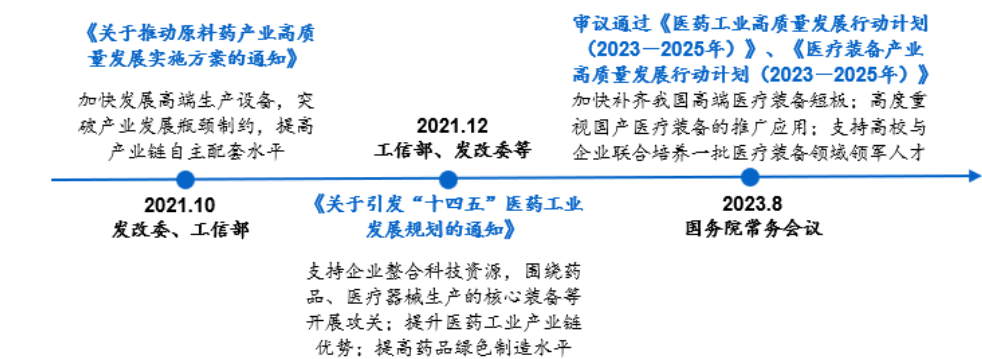 《关于推动原料药产业高质
量发展实施方案的通知》
加快发展高端生产设备，突
破产业发展瓶颈制约，提高
产业链自主配套水平
2021.10
发改委、工信部
2021.12
工信部、发改委等
《关于引发“十四五”医药工业
发展规划的通知》
支持企业整合科技资源，围绕药
品、医疗器械生产的核心装备等
开展攻关；提升医药工业产业链
优势；提高药品绿色制造水平
审议通过《医药工业高质量发展行动计划
（2023－2025年）》、《医疗装备产业
高质量发展行动计划（2023－2025年）》
加快补齐我国高端医疗装备短板；高度重
视国产医疗装备的推广应用；支持高校与
企业联合培养一批医疗装备领域领军人才
2023.8
国务院常务会议